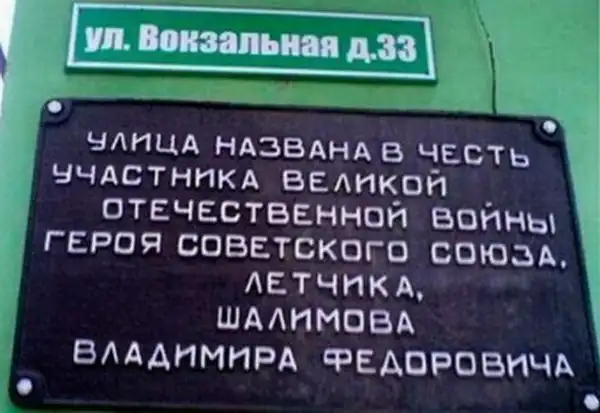 ул. Вокзальная д.33
УЛИЦА НАЗВАНА В ЧЕСТЬ
УЧАСТНИКА ВЕЛИКОЙ
ОТЕЧЕСТВЕННОЙ ВОЙНЫ
ГЕРОЯ СОВЕТСКОГО СОЮЗА,
ЛЕТЧИКА,
ШАЛИМОВА
ВЛАДИМИРА ФЕДОРОВИЧА